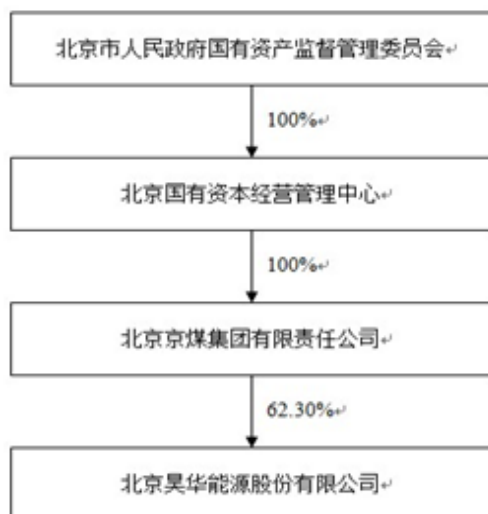 北京市人民政府国有资产监督管理委员会
100%
北京国有资本经营管理中心
100%
北京京煤集团有限责任公司
62.30%
北京昊华能源股份有限公司